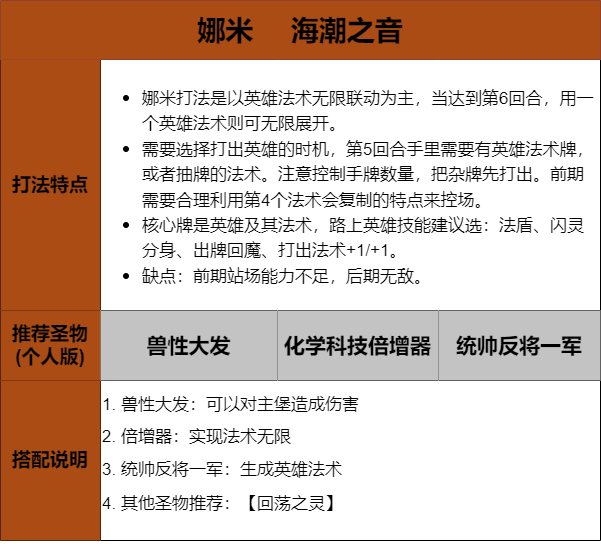 娜米 海潮之音
打法特点
娜米打法是以英雄法术无限联动为主，当达到第6回合，用一
个英雄法术则可无限展开。
需要选择打出英雄的时机，第5回合手里需要有英雄法术牌，
或者抽牌的法术。注意控制手牌数量，把杂牌先打出。前期
需要合理利用第4个法术会复制的特点来控场。
核心牌是英雄及其法术，路上英雄技能建议选：法盾、闪灵
分身、出牌回魔、打出法术+1/+1。
缺点：前期站场能力不足，后期无敌。
推荐圣物
(个人版)
兽性大发
化学科技倍增器
统帅反将一军
搭配说明
1. 兽性大发：可以对主堡造成伤害
2. 倍增器：实现法术无限
3. 统帅反将一军：生成英雄法术
4. 其他圣物推荐：【回荡之灵】